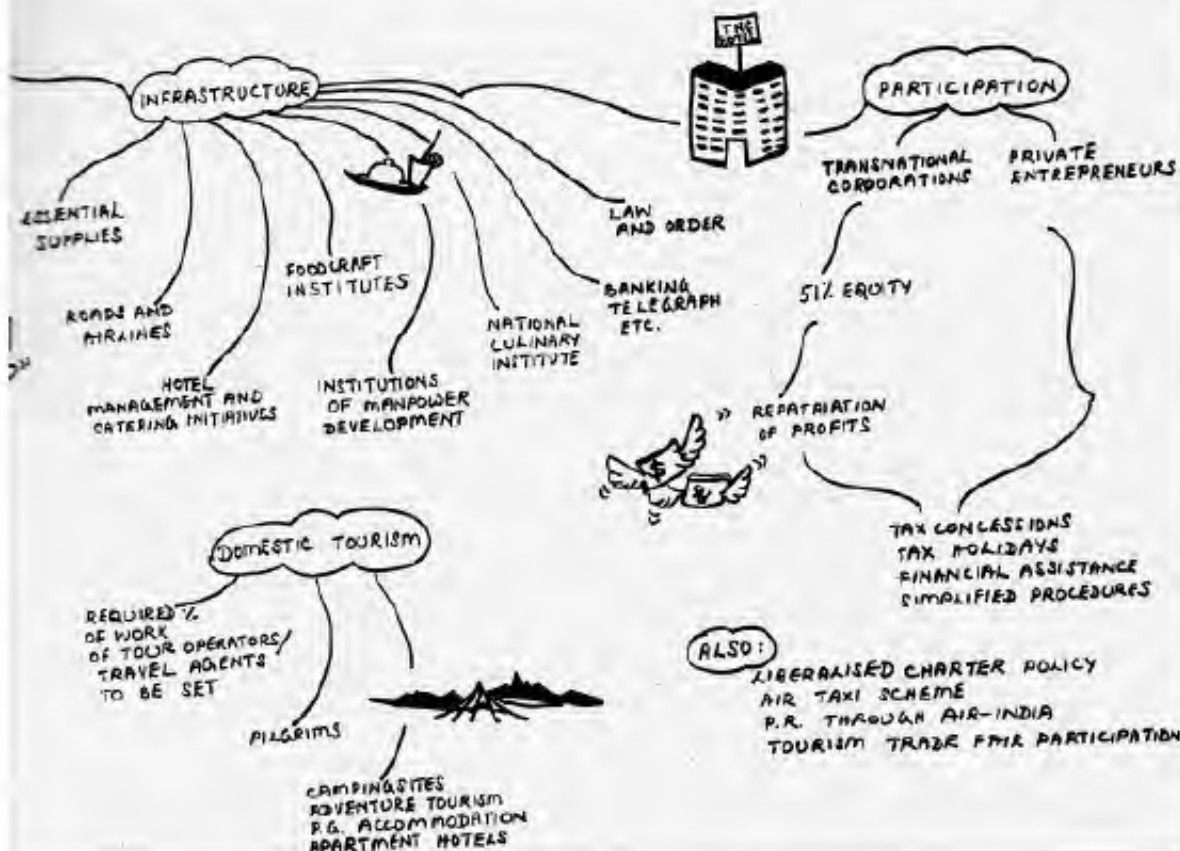 INFRASTRUCTURE
ESSENTIAL
SUPPLIES
ROADS AND
AIRLINES
HOTEL
MANAGEMENT AND
CATERING INITIATIVES
FOODCRAFT
INSTITUTES
INSTITUTIONS
OF MANPOWER
DEVELOPMENT
NATIONAL
CULINARY
INSTITUTE
BANKING
TELEGRAPH
ETC.
LAW
AND ORDER
TNC
HOTEL
PARTICIPATION
TRANSNATIONAL
CORPORATIONS
PRIVATE
ENTREPRENEURS
51% EQUITY
REPATRIATION
OF PROFITS
$
TAX CONCESSIONS
TAX HOLIDAYS
FINANCIAL ASSISTANCE
SIMPLIFIED PROCEDURES
DOMESTIC TOURISM
REQUIRED %
OF WORK
OF TOUR OPERATORS/
TRAVEL AGENTS
TO BE SET
PILGRIMS
CAMPINGSITES
ADVENTURE TOURISM
P.G. ACCOMMODATION
APARTMENT HOTELS
ALSO:
LIBERALISED CHARTER POLICY
AIR TAXI SCHEME
P.R. THROUGH AIR-INDIA
TOURISM TRADE FAIR PARTICIPATION